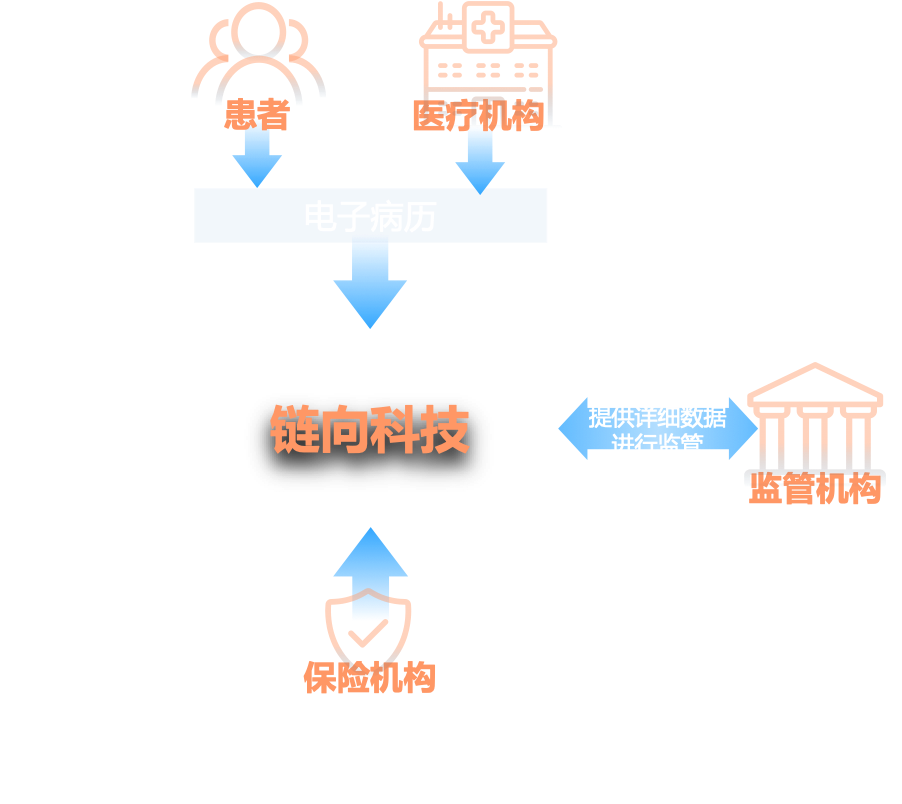 患者
医疗机构
电子病历
链向科技
提供详细数据
进行监管
监管机构
保险机构